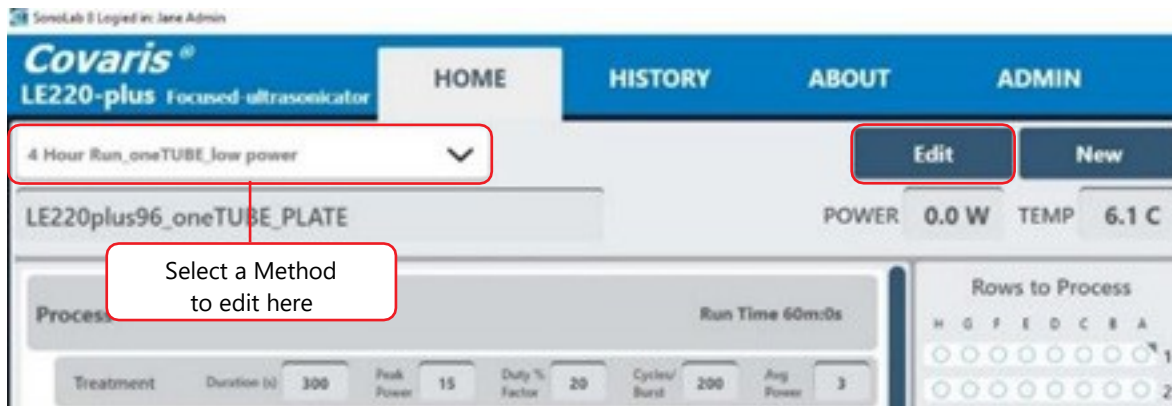 SonoLab 8 Logied in: Jane Admin
Covaris®
LE220-plus Focused-ultrasonicator
HOME HISTORY ABOUT ADMIN
4 Hour Run_oneTUBE_low power
Edit New
LE220plus96_oneTUBE_PLATE
POWER 0.0 W TEMP 6.1 C
Select a Method
to edit here
Rows to Process
Process Run Time 60m:0s
H G F E D C B A
1
Treatment Duration (s) 300 Peak Power 15 Duty % Factor 20 Cycles/ Burst 200 Avg Power 3
2